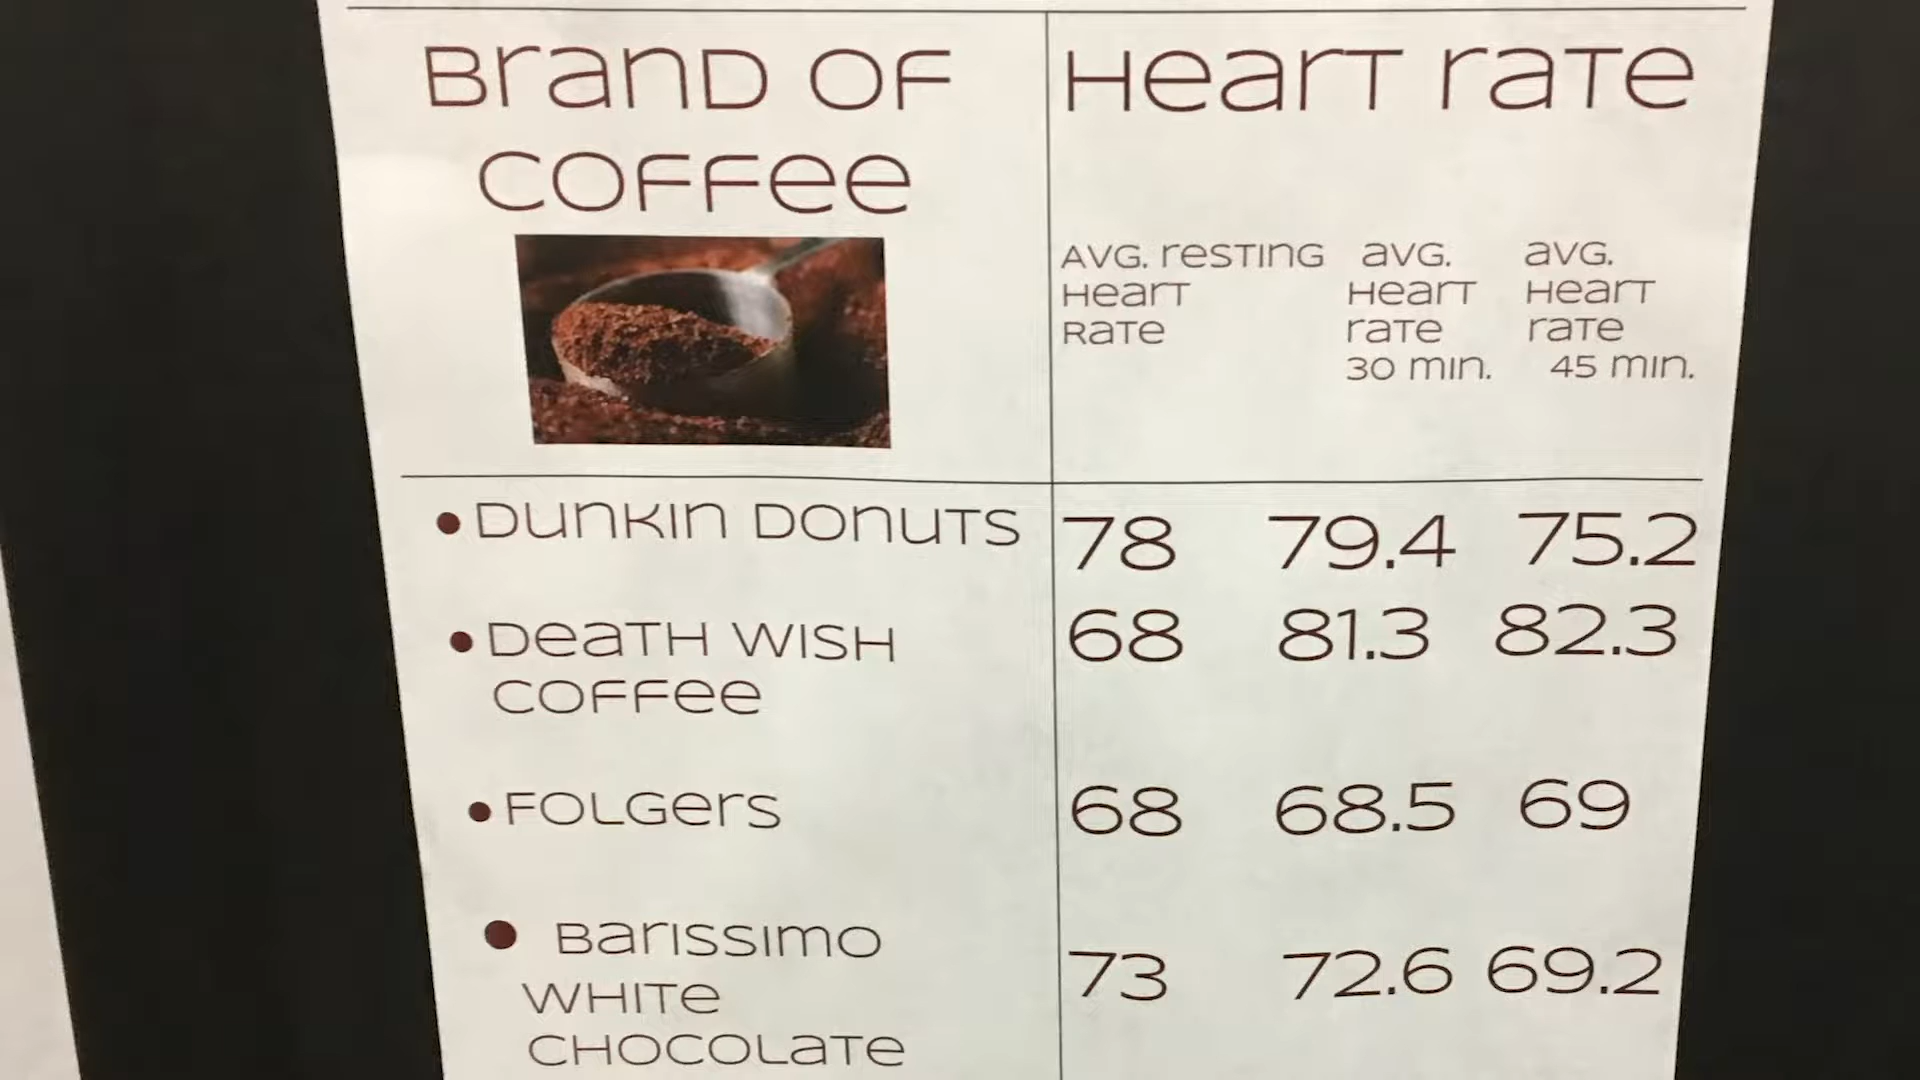 Brand OF
COFFee
HearT raTe
AVG. resTING
HearT
RaTe
aVG.
HearT
raTe
30 min.
aVG.
HearT
raTe
45 min.
• DUNKIN DONUTS 78 79.4 75.2
• DeaTH WISH
COFFee
68 81.3 82.3
• FOLGers 68 68.5 69
• BarISSIMO
WHITe
CHOCOLaTe
73 72.6 69.2